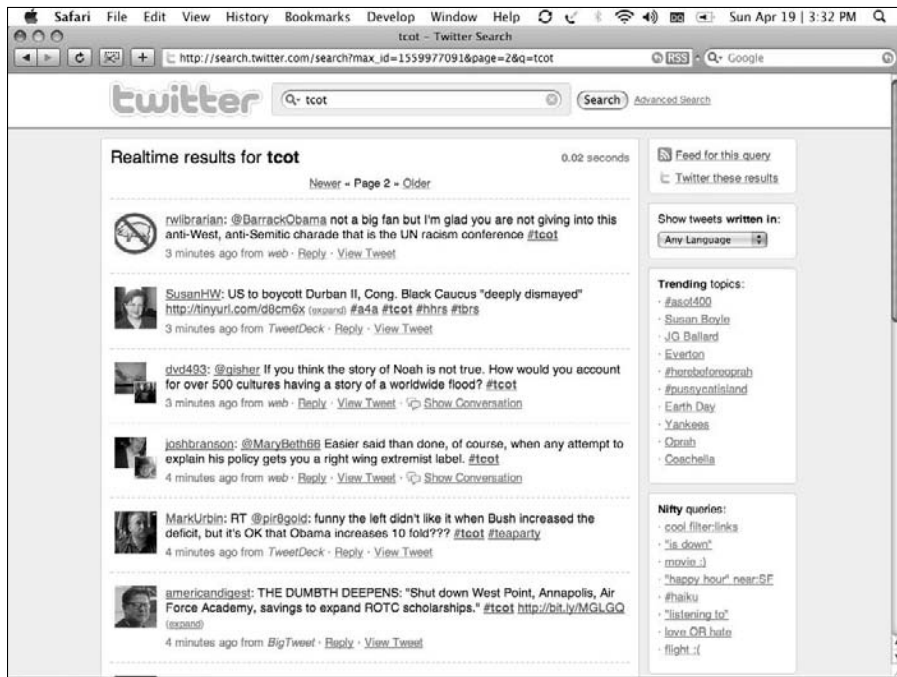 Safari File Edit View History Bookmarks Develop Window Help Sun Apr 19 | 3:32 PM
tcot – Twitter Search
http://search.twitter.com/search?max_id=1559977091&page=2&q=tcot RSS Google
twitter tcot Search Advanced Search
Realtime results for tcot 0.02 seconds
Newer « Page 2 » Older
rwlibrarian: @BarrackObama not a big fan but I'm glad you are not giving into this
anti-West, anti-Semitic charade that is the UN racism conference #tcot
3 minutes ago from web · Reply · View Tweet
SusanHW: US to boycott Durban II, Cong. Black Caucus "deeply dismayed"
http://tinyurl.com/d8cm6x (expand) #a4a #tcot #hhrs #tbrs
3 minutes ago from TweetDeck · Reply · View Tweet
dvd493: @gisher If you think the story of Noah is not true. How would you account
for over 500 cultures having a story of a worldwide flood? #tcot
3 minutes ago from web · Reply · View Tweet · Show Conversation
joshbranson: @MaryBeth66 Easier said than done, of course, when any attempt to
explain his policy gets you a right wing extremist label. #tcot
4 minutes ago from web · Reply · View Tweet · Show Conversation
MarkUrbin: RT @pir8gold: funny the left didn't like it when Bush increased the
deficit, but it's OK that Obama increases 10 fold??? #tcot #teaparty
4 minutes ago from TweetDeck · Reply · View Tweet
americandigest: THE DUMBTH DEEPENS: "Shut down West Point, Annapolis, Air
Force Academy, savings to expand ROTC scholarships." #tcot http://bit.ly/MGLGQ
(expand)
4 minutes ago from BigTweet · Reply · View Tweet
Feed for this query
Twitter these results
Show tweets written in:
Any Language
Trending topics:
· #asot400
· Susan Boyle
· JG Ballard
· Everton
· #herebeforeoprah
· #pussycatisland
· Earth Day
· Yankees
· Oprah
· Coachella
Nifty queries:
· cool filter:links
· "is down"
· movie :)
· "happy hour" near:SF
· #haiku
· "listening to"
· love OR hate
· flight :(